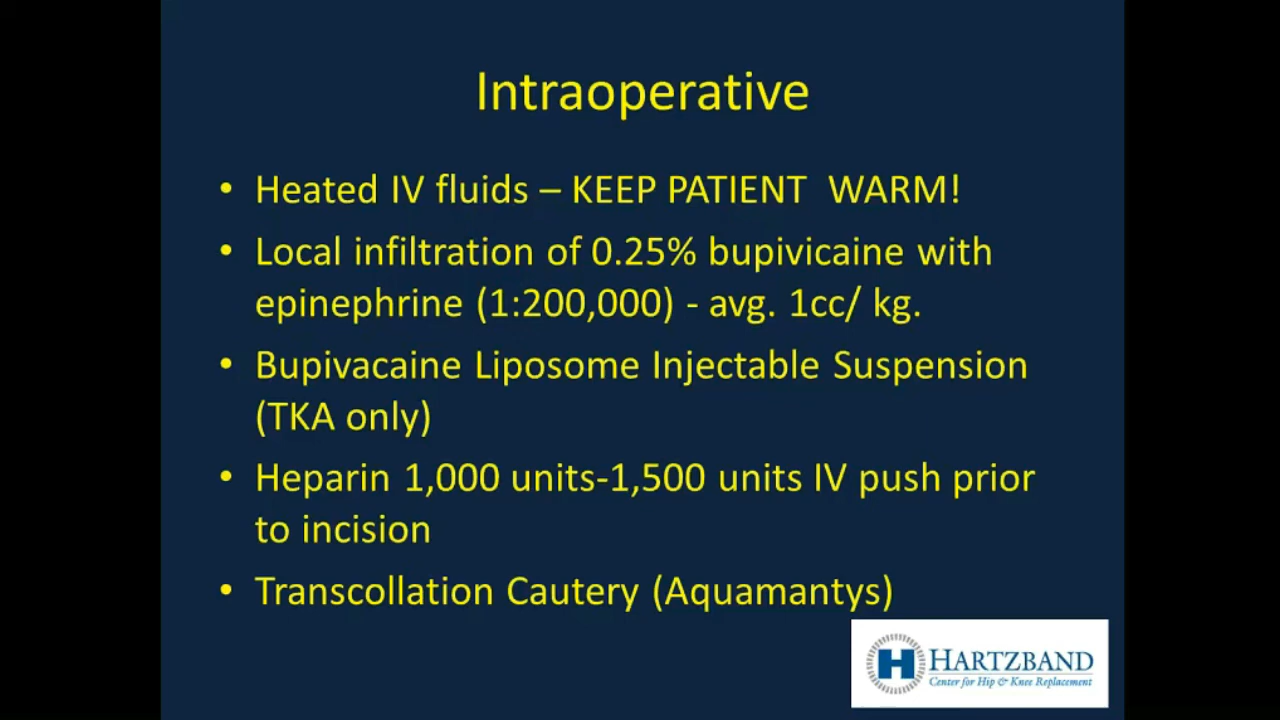 Intraoperative
• Heated IV fluids – KEEP PATIENT  WARM!
• Local infiltration of 0.25% bupivicaine with
epinephrine (1:200,000) - avg. 1cc/ kg.
• Bupivacaine Liposome Injectable Suspension
(TKA only)
• Heparin 1,000 units-1,500 units IV push prior
to incision
• Transcollation Cautery (Aquamantys)
H HARTZBAND
Center for Hip & Knee Replacement